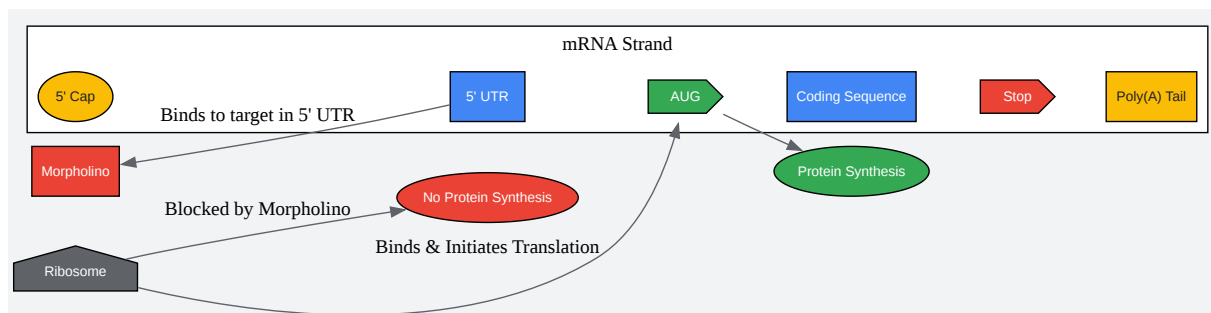 mRNA Strand
5' Cap
5' UTR
AUG
Coding Sequence
Stop
Poly(A) Tail
Binds to target in 5' UTR
Morpholino
Protein Synthesis
No Protein Synthesis
Blocked by Morpholino
Binds & Initiates Translation
Ribosome